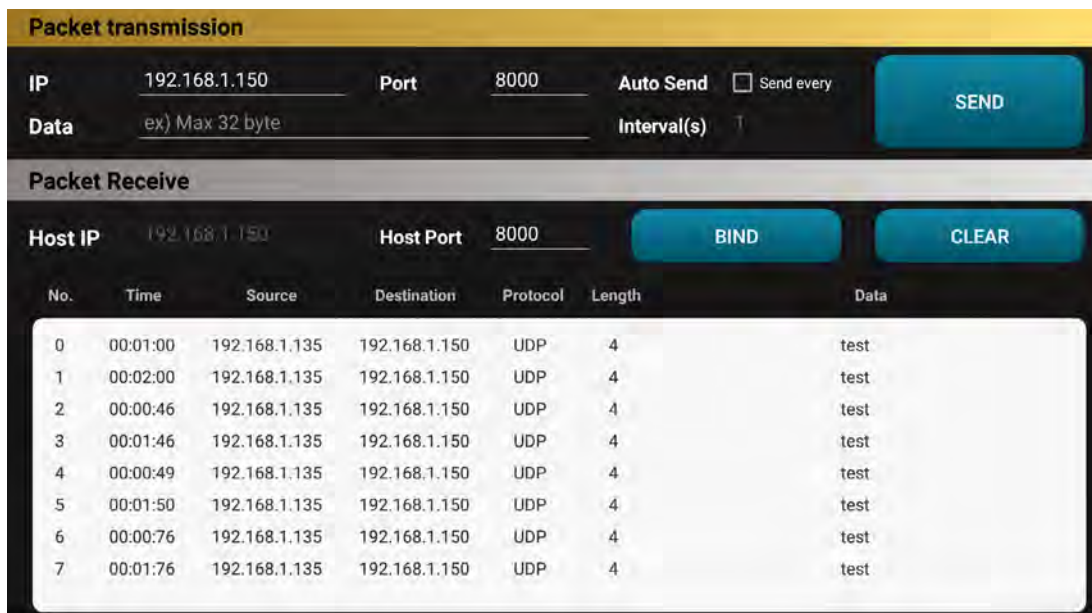 Packet transmission
IP 192.168.1.150 Port 8000 Auto Send Send every SEND
Data ex) Max 32 byte Interval(s)
Packet Receive
Host IP 192.168.1.150 Host Port 8000 BIND CLEAR
No. Time Source Destination Protocol Length Data
0 00:01:00 192.168.1.135 192.168.1.150 UDP 4 test
1 00:02:00 192.168.1.135 192.168.1.150 UDP 4 test
2 00:00:46 192.168.1.135 192.168.1.150 UDP 4 test
3 00:01:46 192.168.1.135 192.168.1.150 UDP 4 test
4 00:00:49 192.168.1.135 192.168.1.150 UDP 4 test
5 00:01:50 192.168.1.135 192.168.1.150 UDP 4 test
6 00:00:76 192.168.1.135 192.168.1.150 UDP 4 test
7 00:01:76 192.168.1.135 192.168.1.150 UDP 4 test